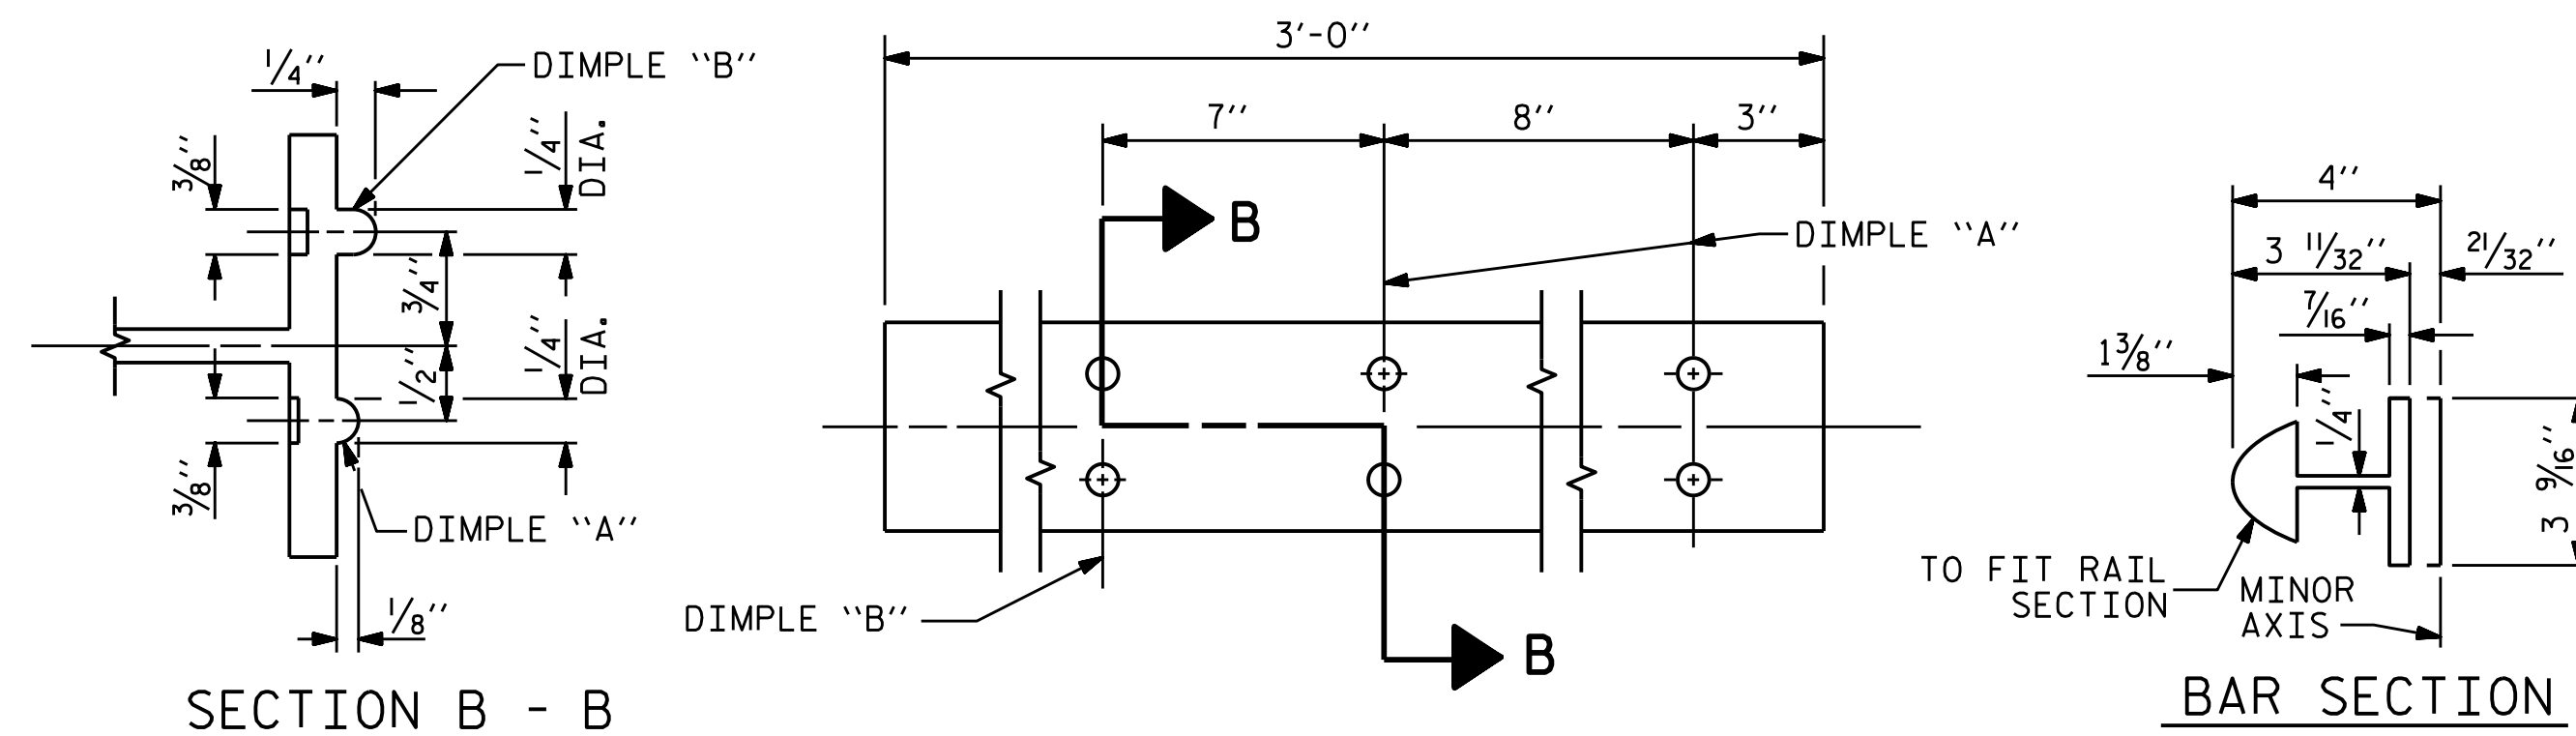 1/4"
DIMPLE "B"
3/8"
1/4" DIA.
3/4"
1/2"
1/4" DIA.
3/8"
DIMPLE "A"
1/8"
SECTION B - B
3'-0"
7"
8"
3"
B
DIMPLE "A"
DIMPLE "B"
B
4"
3 11/32"
21/32"
7/16"
1 3/8"
1/4"
3 9/16"
TO FIT RAIL
SECTION
MINOR
AXIS
BAR SECTION